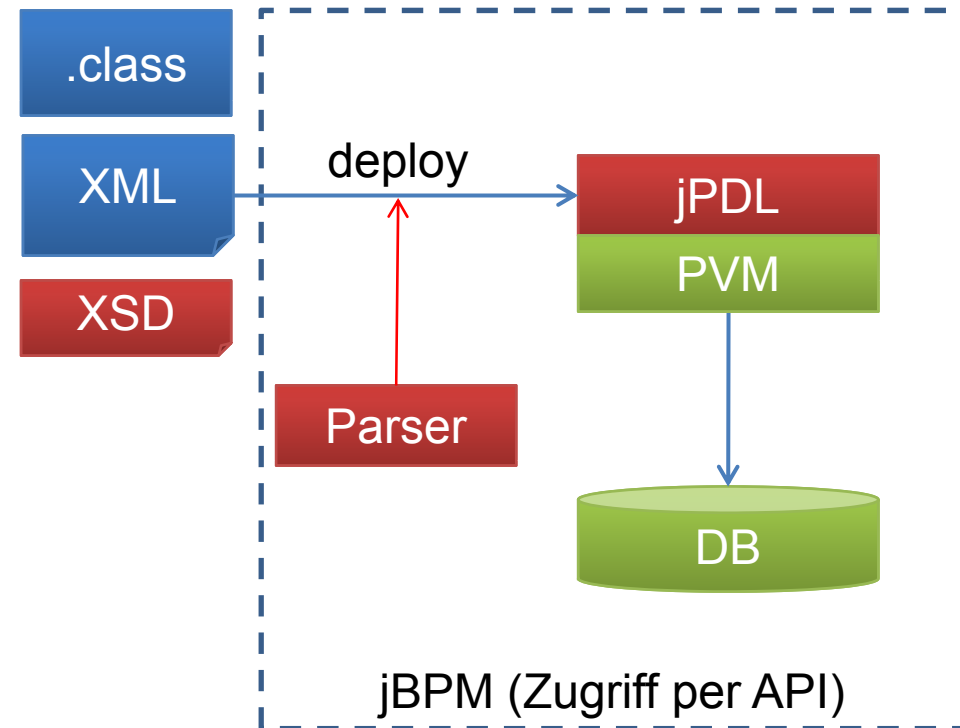 .class
XML
deploy
jPDL
PVM
XSD
Parser
DB
jBPM (Zugriff per API)